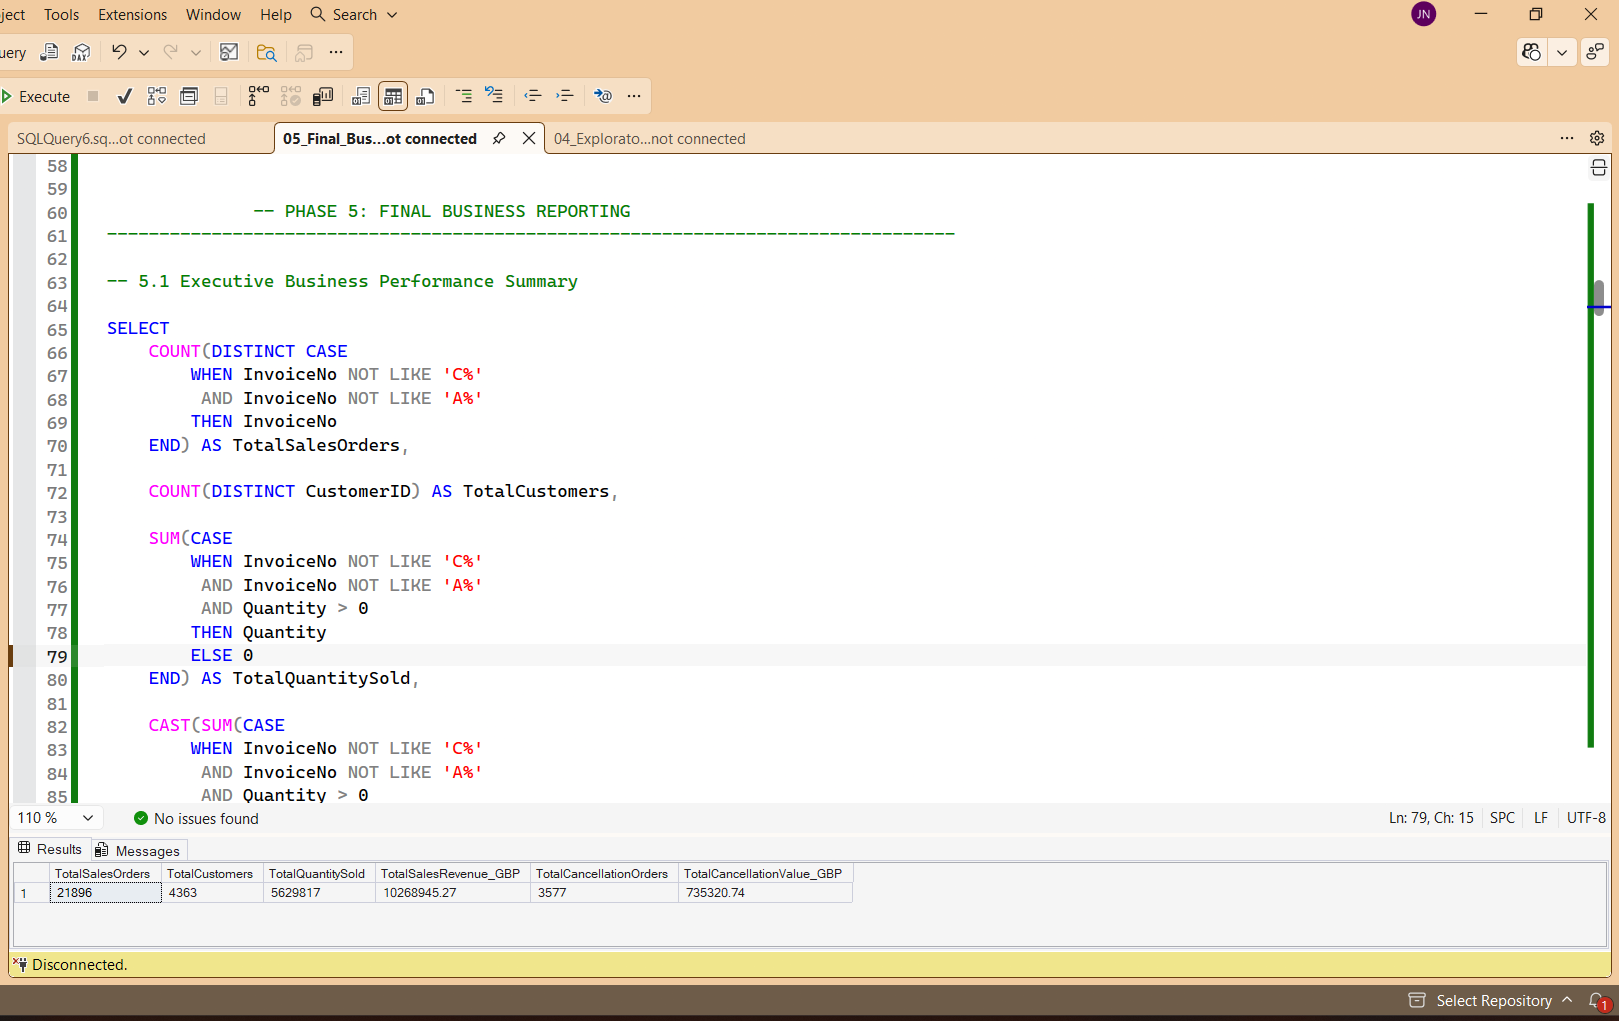 ject Tools Extensions Window Help Search JN
uery DAX
Execute
SQLQuery6.sq...ot connected 05_Final_Bus...ot connected 04_Explorato...not connected
58
59
60 -- PHASE 5: FINAL BUSINESS REPORTING
61 ---------------------------------------------------------------------------------
62
63 -- 5.1 Executive Business Performance Summary
64
65 SELECT
66 COUNT(DISTINCT CASE
67 WHEN InvoiceNo NOT LIKE 'C%'
68 AND InvoiceNo NOT LIKE 'A%'
69 THEN InvoiceNo
70 END) AS TotalSalesOrders,
71
72 COUNT(DISTINCT CustomerID) AS TotalCustomers,
73
74 SUM(CASE
75 WHEN InvoiceNo NOT LIKE 'C%'
76 AND InvoiceNo NOT LIKE 'A%'
77 AND Quantity > 0
78 THEN Quantity
79 ELSE 0
80 END) AS TotalQuantitySold,
81
82 CAST(SUM(CASE
83 WHEN InvoiceNo NOT LIKE 'C%'
84 AND InvoiceNo NOT LIKE 'A%'
85 AND Quantity > 0
110 % No issues found Ln: 79, Ch: 15 SPC LF UTF-8
Results Messages
TotalSalesOrders TotalCustomers TotalQuantitySold TotalSalesRevenue_GBP TotalCancellationOrders TotalCancellationValue_GBP
1 21896 4363 5629817 10268945.27 3577 735320.74
Disconnected.
Select Repository 1